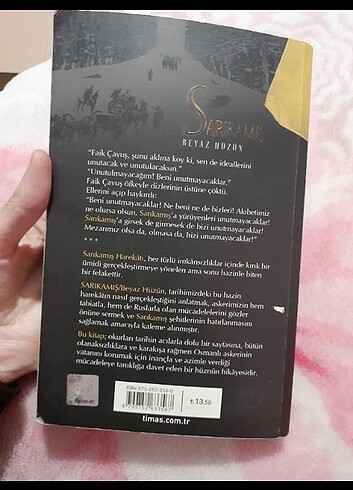 SARIKAMIŞ
BEYAZ HÜZÜN
"Faik Çavuş, şunu aklına koy ki, sen de ideallerini
unutacak ve unutulacaksın."
"Unutulmayacağım! Beni unutmayacaklar."
Faik Çavuş öfkeyle dizlerinin üstüne çöktü.
Ellerini açıp haykırdı:
"Beni unutmayacaklar! Ne beni ne de bizler! Akıbetimiz
ne olursa olsun, Sarıkamış'a yürüyenleri unutmayacaklar!
Sarıkamış'a girsek de girmesek de bizi unutmayacaklar!
Mezarımız olsa da, olmasa da, bizi unutmayacaklar!"
***
Sarıkamış Harekâtı, her türlü imkânsızlıklar içinde kırık bir
ümidi gerçekleştirmeye yönelen ama sonu hazinle biten
bir felakettir.
SARIKAMIŞ/Beyaz Hüzün, tarihimizdeki bu hazin
harekâtın nasıl gerçekleştiğini anlatmak, askerimizin hem
tabiatla, hem de Ruslarla olan mücadelelerini gözler
önüne sermek ve Sarıkamış şehitlerinin hatırlanmasını
sağlamak amacıyla kaleme alınmıştır.
Bu kitap; okurları tarihin acılarla dolu bir sayfasına, bütün
olanaksızlıklara ve karakışa rağmen Osmanlı askerinin
vatanını korumak için inançla ve azimle verdiği
mücadeleye tanıklığa davet eden bir hüznün hikâyesidir.
₺ 13,50
timas.com.tr